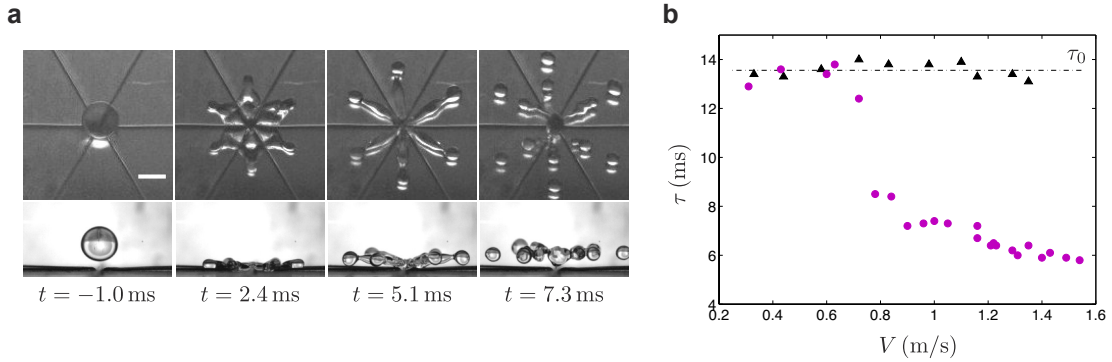 a
t = −1.0 ms
t = 2.4 ms
t = 5.1 ms
t = 7.3 ms
b
14
12
10
8
6
4
τ (ms)
τ₀
0.2
0.4
0.6
0.8
1
1.2
1.4
1.6
V (m/s)